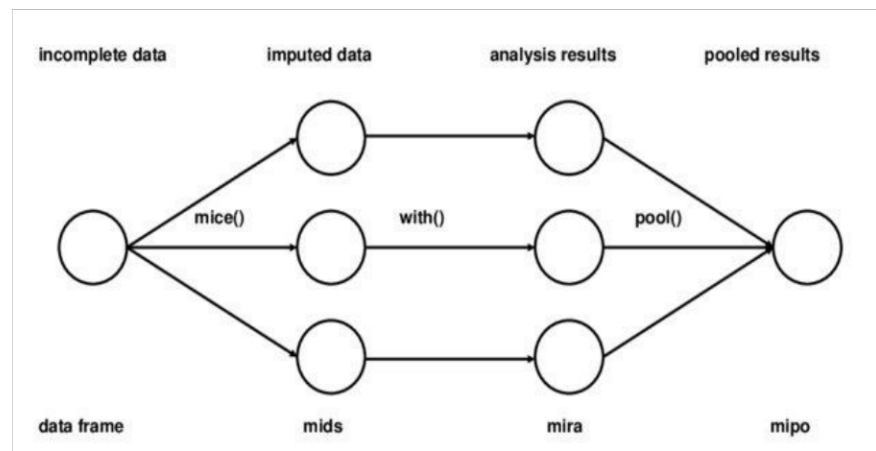 incomplete data imputed data analysis results pooled results
mice() with() pool()
data frame mids mira mipo